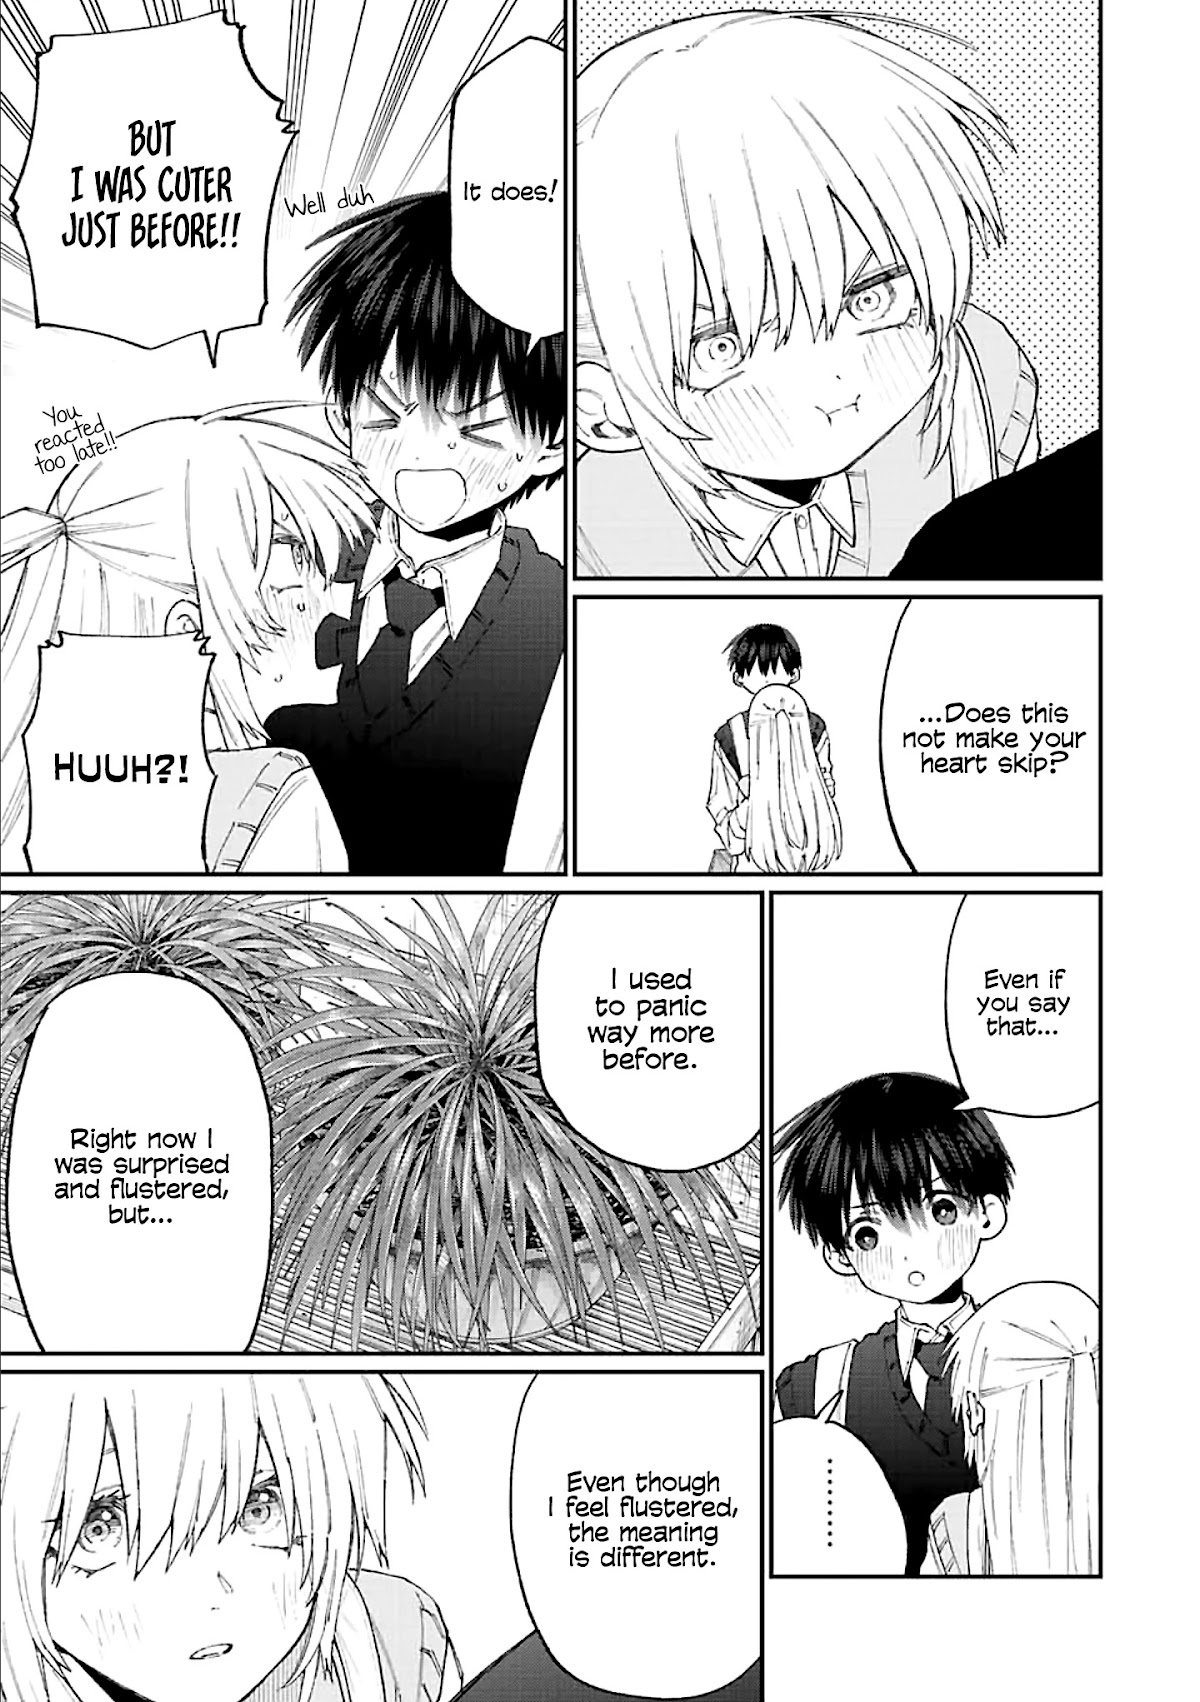 ...Does this
not make your
heart skip?
It does!
Well duh
BUT
I WAS CUTER
JUST BEFORE!!
You
reacted
too late!!
HUUH?!
Even if
you say
that...
.........
I used
to panic
way more
before.
Right now I
was surprised
and flustered,
but...
Even though
I feel flustered,
the meaning
is different.